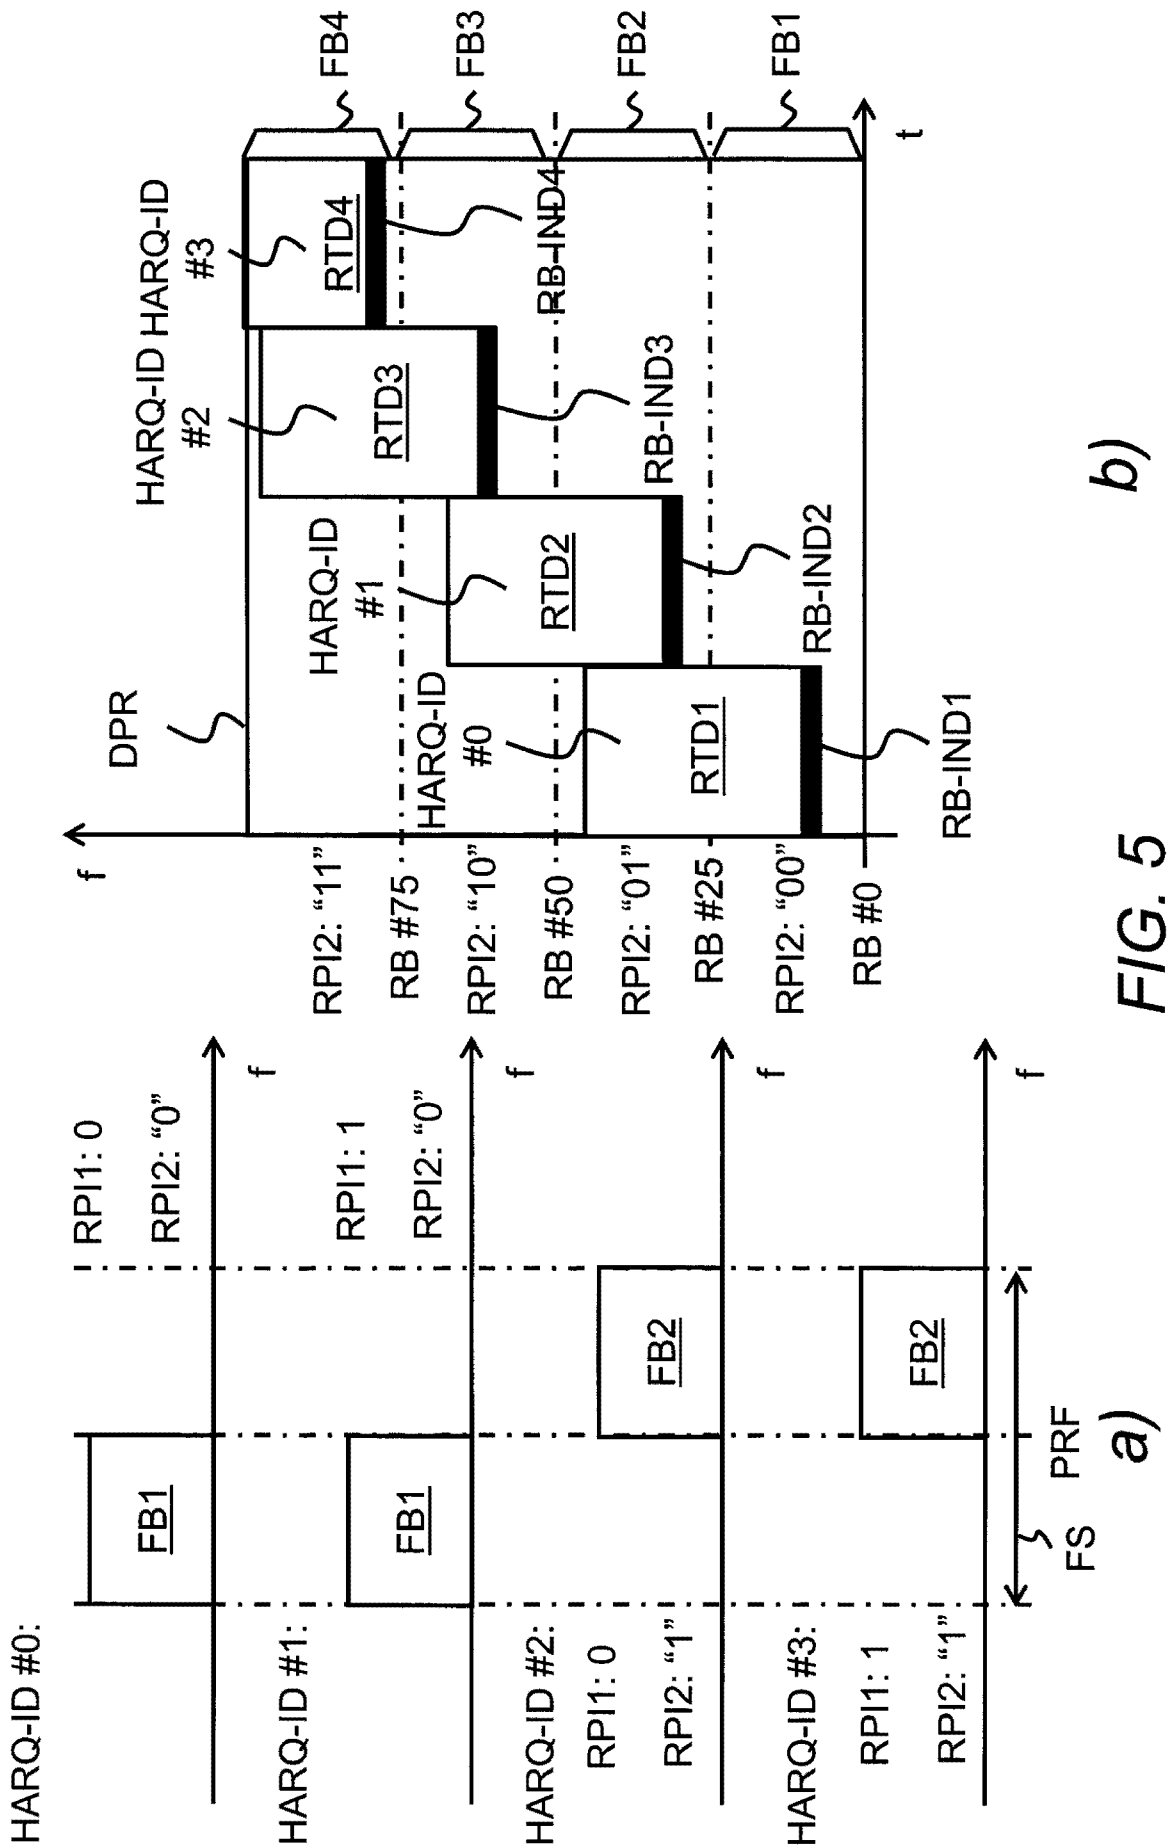 HARQ-ID #0:
RPI1: 0
RPI2: “0”
FB1
f
HARQ-ID #1:
RPI1: 1
RPI2: “0”
FB1
f
HARQ-ID #2:
RPI1: 0
RPI2: “1”
FB2
f
HARQ-ID #3:
RPI1: 1
RPI2: “1”
FB2
f
FS
PRF
a)
f
DPR
RPI2: “11”
RB #75
RPI2: “10”
RB #50
RPI2: “01”
RB #25
RPI2: “00”
RB #0
HARQ-ID
#0
RTD1
RB-IND1
HARQ-ID
#1
RTD2
RB-IND2
HARQ-ID
#2
RTD3
RB-IND3
HARQ-ID
#3
RTD4
RB-IND4
FB4
FB3
FB2
FB1
t
b)
FIG. 5